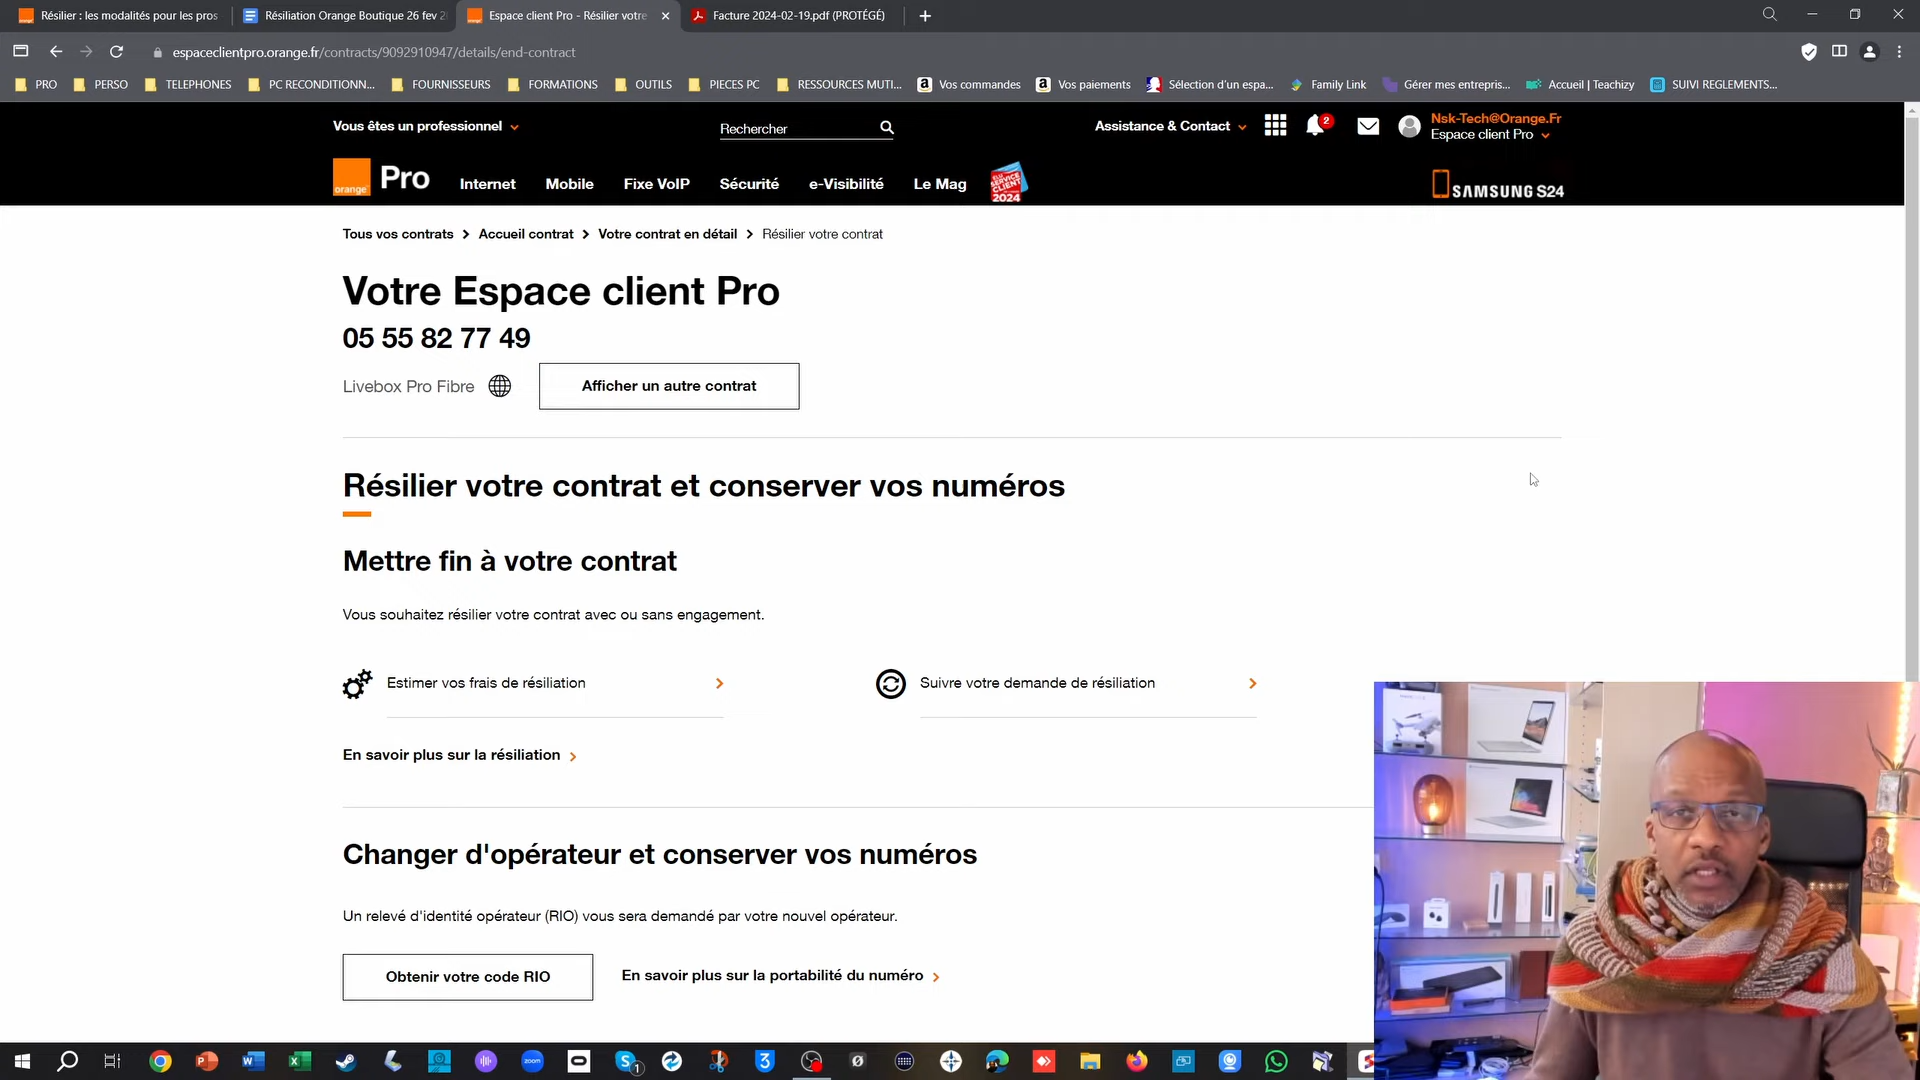 Résilier : les modalités pour les pros
Résiliation Orange Boutique 26 fev 2
Espace client Pro - Résilier votre
Facture 2024-02-19.pdf (PROTÉGÉ)
espaceclientpro.orange.fr/contracts/9092910947/details/end-contract
PRO
PERSO
TELEPHONES
PC RECONDITIONN...
FOURNISSEURS
FORMATIONS
OUTILS
PIECES PC
RESSOURCES MUTI...
Vos commandes
Vos paiements
Sélection d'un espa...
Family Link
Gérer mes entrepris...
Accueil | Teachizy
SUIVI REGLEMENTS...
Vous êtes un professionnel
Rechercher
Assistance & Contact
2
Nsk-Tech@Orange.Fr
Espace client Pro
orange
Pro
Internet
Mobile
Fixe VoIP
Sécurité
e-Visibilité
Le Mag
ELU
SERVICE
CLIENT
2024
SAMSUNG S24
Tous vos contrats > Accueil contrat > Votre contrat en détail > Résilier votre contrat
Votre Espace client Pro
05 55 82 77 49
Livebox Pro Fibre
Afficher un autre contrat
Résilier votre contrat et conserver vos numéros
Mettre fin à votre contrat
Vous souhaitez résilier votre contrat avec ou sans engagement.
Estimer vos frais de résiliation
Suivre votre demande de résiliation
En savoir plus sur la résiliation
Changer d'opérateur et conserver vos numéros
Un relevé d'identité opérateur (RIO) vous sera demandé par votre nouvel opérateur.
Obtenir votre code RIO
En savoir plus sur la portabilité du numéro
zoom
1
3